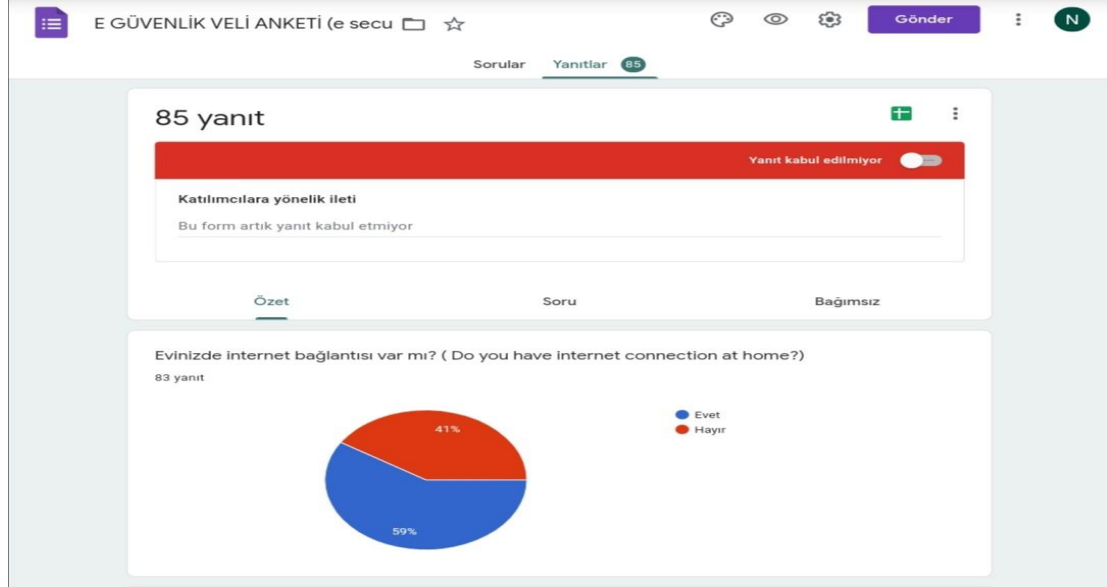 E GÜVENLİK VELİ ANKETİ (e secu
Gönder
N
Sorular Yanıtlar 85
85 yanıt
Yanıt kabul edilmiyor
Katılımcılara yönelik ileti
Bu form artık yanıt kabul etmiyor
Özet Soru Bağımsız
Evinizde internet bağlantısı var mı? ( Do you have internet connection at home?)
83 yanıt
Evet
Hayır
41%
59%